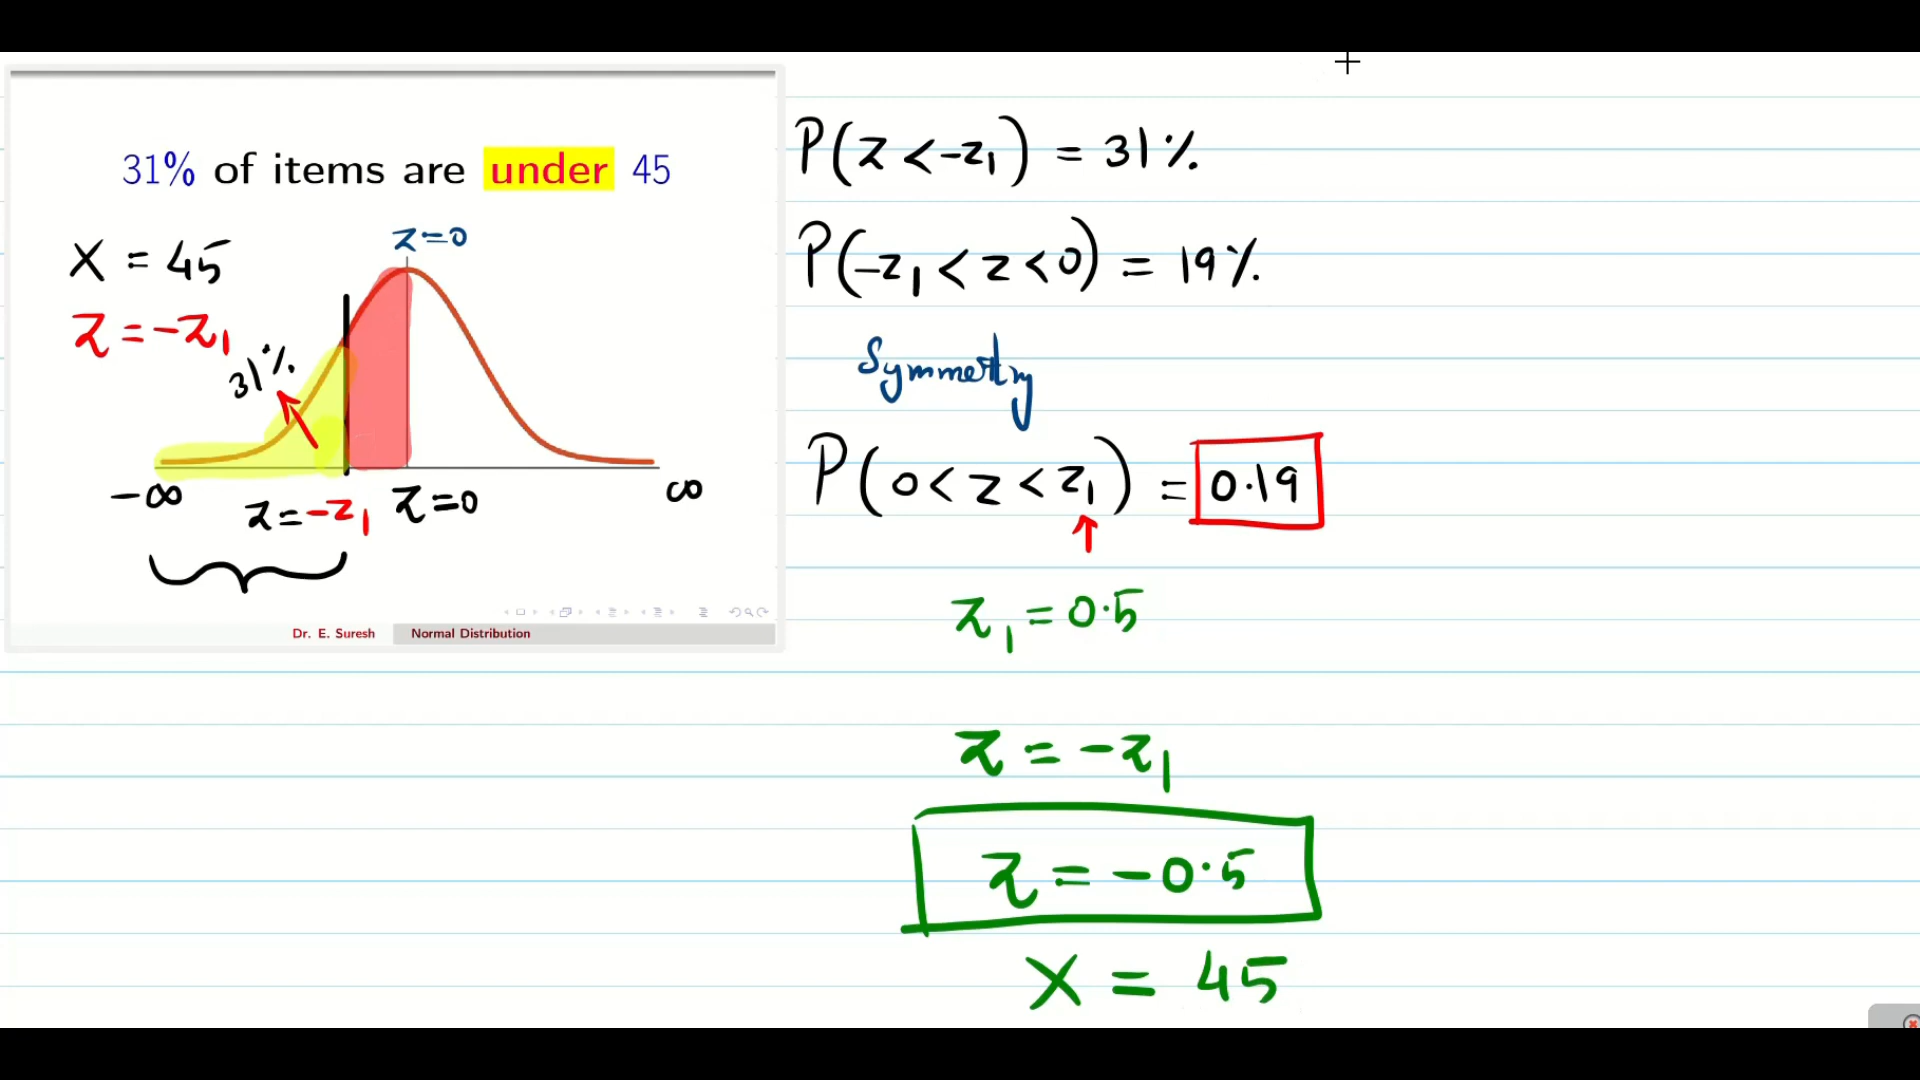 31% of items are under 45
X = 45
z=0
z = -z₁
31%
-∞
z = -z₁
z=0
∞
Dr. E. Suresh
Normal Distribution
P(z < -z₁) = 31%
P(-z₁ < z < 0) = 19%
Symmetry
P(0 < z < z₁) = 0.19
z₁ = 0.5
z = -z₁
z = -0.5
X = 45